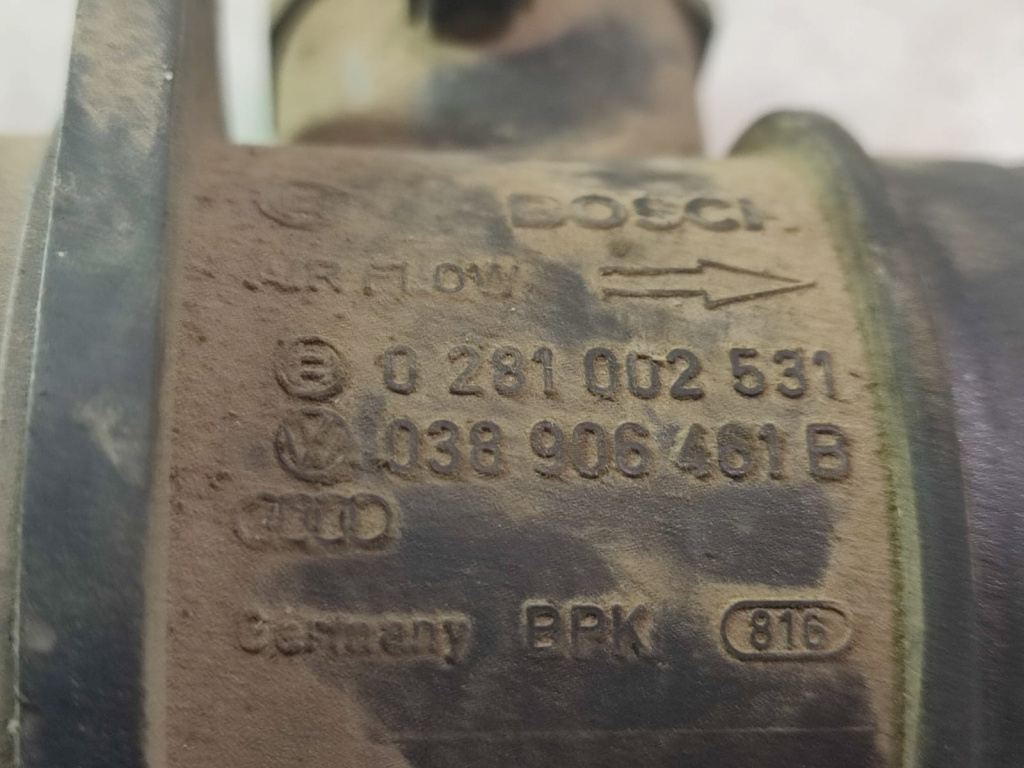 BOSCH
AIR FLOW
0 281 002 531
038 906 461 B
Germany BPK 816